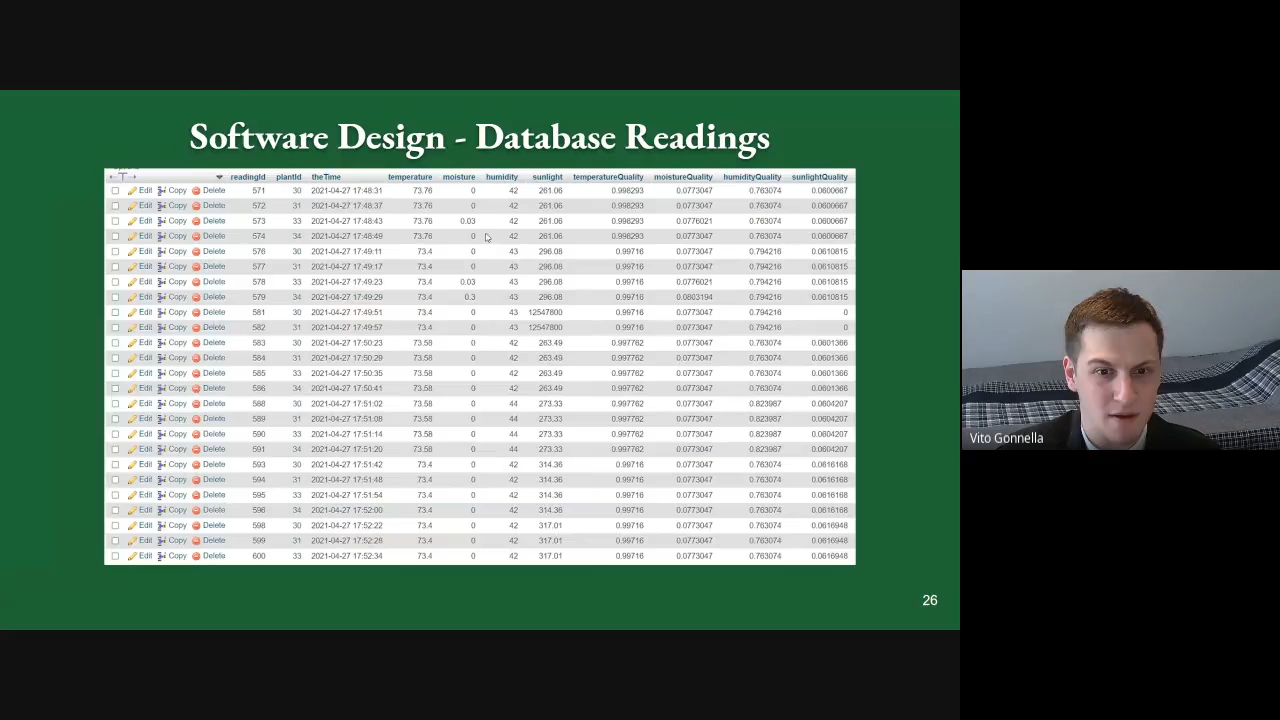 Software Design - Database Readings
readingId plantId theTime temperature moisture humidity sunlight temperatureQuality moistureQuality humidityQuality sunlightQuality
Edit Copy Delete 571 30 2021-04-27 17:48:31 73.76 0 42 261.06 0.998293 0.0773047 0.763074 0.0600667
Edit Copy Delete 572 31 2021-04-27 17:48:37 73.76 0 42 261.06 0.998293 0.0773047 0.763074 0.0600667
Edit Copy Delete 573 33 2021-04-27 17:48:43 73.76 0.03 42 261.06 0.998293 0.0776021 0.763074 0.0600667
Edit Copy Delete 574 34 2021-04-27 17:48:49 73.76 0 42 261.06 0.998293 0.0773047 0.763074 0.0600667
Edit Copy Delete 576 30 2021-04-27 17:49:11 73.4 0 43 296.08 0.99716 0.0773047 0.794216 0.0610815
Edit Copy Delete 577 31 2021-04-27 17:49:17 73.4 0 43 296.08 0.99716 0.0773047 0.794216 0.0610815
Edit Copy Delete 578 33 2021-04-27 17:49:23 73.4 0.03 43 296.08 0.99716 0.0776021 0.794216 0.0610815
Edit Copy Delete 579 34 2021-04-27 17:49:29 73.4 0.3 43 296.08 0.99716 0.0803194 0.794216 0.0610815
Edit Copy Delete 581 30 2021-04-27 17:49:51 73.4 0 43 12547800 0.99716 0.0773047 0.794216 0
Edit Copy Delete 582 31 2021-04-27 17:49:57 73.4 0 43 12547800 0.99716 0.0773047 0.794216 0
Edit Copy Delete 583 30 2021-04-27 17:50:23 73.58 0 42 263.49 0.997762 0.0773047 0.763074 0.0601366
Edit Copy Delete 584 31 2021-04-27 17:50:29 73.58 0 42 263.49 0.997762 0.0773047 0.763074 0.0601366
Edit Copy Delete 585 33 2021-04-27 17:50:35 73.58 0 42 263.49 0.997762 0.0773047 0.763074 0.0601366
Edit Copy Delete 586 34 2021-04-27 17:50:41 73.58 0 42 263.49 0.997762 0.0773047 0.763074 0.0601366
Edit Copy Delete 588 30 2021-04-27 17:51:02 73.58 0 44 273.33 0.997762 0.0773047 0.823987 0.0604207
Edit Copy Delete 589 31 2021-04-27 17:51:08 73.58 0 44 273.33 0.997762 0.0773047 0.823987 0.0604207
Edit Copy Delete 590 33 2021-04-27 17:51:14 73.58 0 44 273.33 0.997762 0.0773047 0.823987 0.0604207
Edit Copy Delete 591 34 2021-04-27 17:51:20 73.58 0 44 273.33 0.997762 0.0773047 0.823987 0.0604207
Edit Copy Delete 593 30 2021-04-27 17:51:42 73.4 0 42 314.36 0.99716 0.0773047 0.763074 0.0616168
Edit Copy Delete 594 31 2021-04-27 17:51:48 73.4 0 42 314.36 0.99716 0.0773047 0.763074 0.0616168
Edit Copy Delete 595 33 2021-04-27 17:51:54 73.4 0 42 314.36 0.99716 0.0773047 0.763074 0.0616168
Edit Copy Delete 596 34 2021-04-27 17:52:00 73.4 0 42 314.36 0.99716 0.0773047 0.763074 0.0616168
Edit Copy Delete 598 30 2021-04-27 17:52:22 73.4 0 42 317.01 0.99716 0.0773047 0.763074 0.0616948
Edit Copy Delete 599 31 2021-04-27 17:52:28 73.4 0 42 317.01 0.99716 0.0773047 0.763074 0.0616948
Edit Copy Delete 600 33 2021-04-27 17:52:34 73.4 0 42 317.01 0.99716 0.0773047 0.763074 0.0616948
26
Vito Gonnella